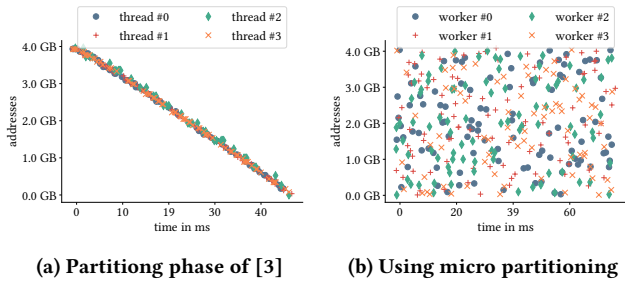 thread #0 thread #2
thread #1 thread #3
4.0 GB
3.0 GB
2.0 GB
1.0 GB
0.0 GB
addresses
0 10 19 30 40
time in ms
(a) Partitiong phase of [3]
worker #0 worker #2
worker #1 worker #3
4.0 GB
3.0 GB
2.0 GB
1.0 GB
0.0 GB
addresses
0 20 39 60
time in ms
(b) Using micro partitioning